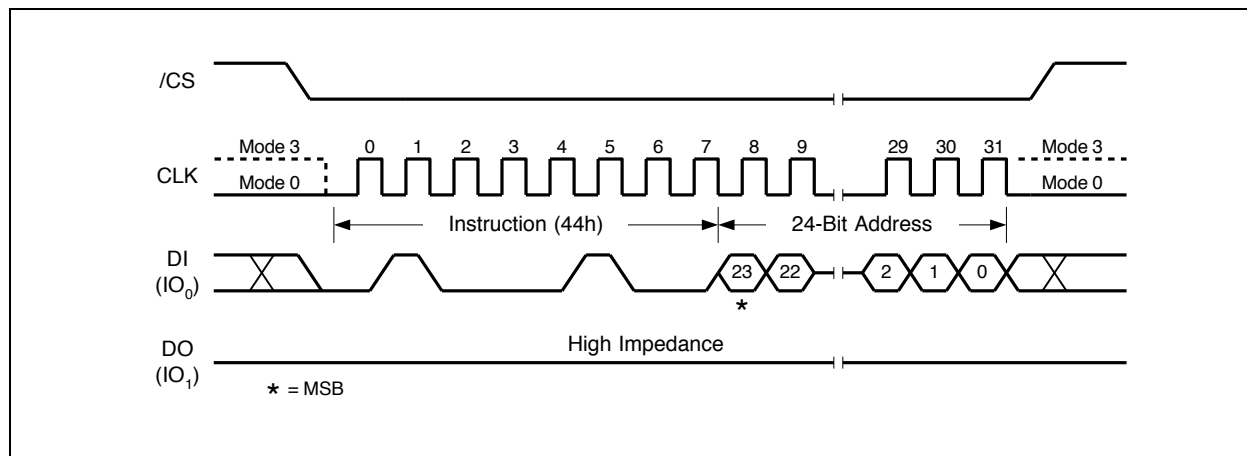 /CS
Mode 3 0 1 2 3 4 5 6 7 8 9 29 30 31 Mode 3
CLK
Mode 0 Mode 0
Instruction (44h) 24-Bit Address
DI
(IO₀)
23 22 2 1 0
*
High Impedance
DO
(IO₁)
* = MSB